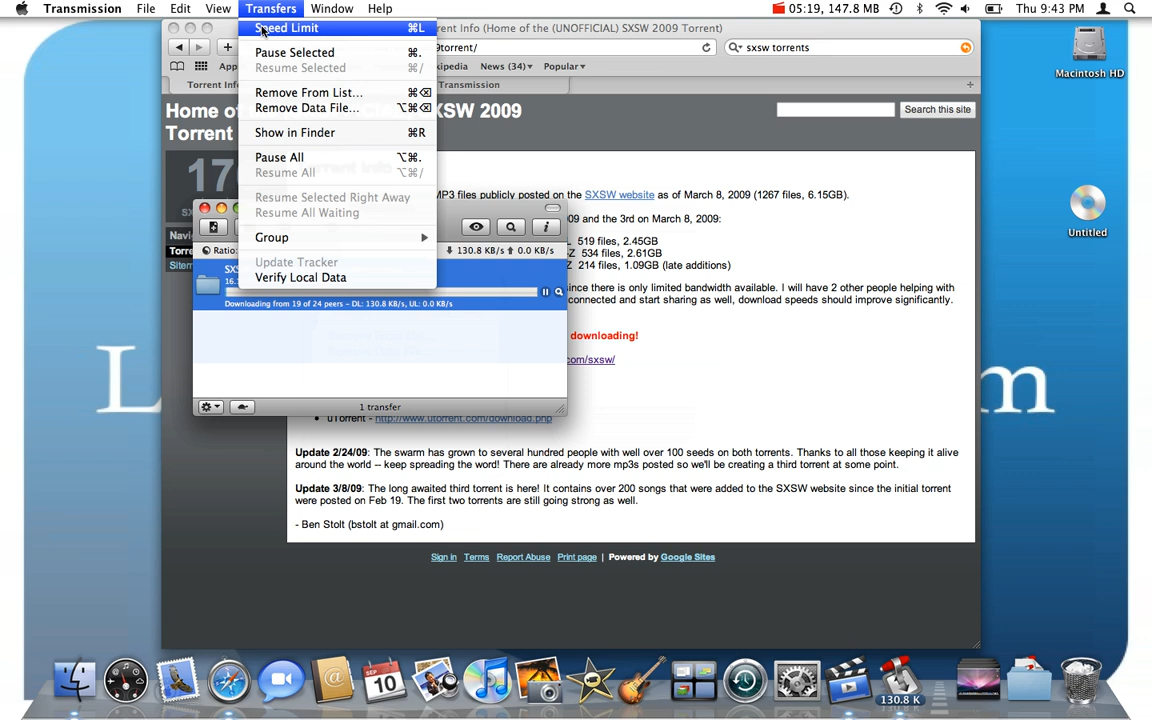 Transmission File Edit View Transfers Window Help 05:19, 147.8 MB Thu 9:43 PM
Speed Limit ⌘L
Pause Selected ⌘.
Resume Selected ⌘/
Remove From List... ⌘⌫
Remove Data File... ⌥⌘⌫
Show in Finder ⌘R
Pause All ⌥⌘.
Resume All ⌥⌘/
Resume Selected Right Away
Resume All Waiting
Group
Update Tracker
Verify Local Data
rent Info (Home of the (UNOFFICIAL) SXSW 2009 Torrent)
9torrent/
sxsw torrents
News (34)▾ Popular▾
Torrent Info
Transmission
Home of
KSW 2009
Torrent
Search this site
176
MP3 files publicly posted on the SXSW website as of March 8, 2009 (1267 files, 6.15GB).
09 and the 3rd on March 8, 2009:
519 files, 2.45GB
Z 534 files, 2.61GB
Z 214 files, 1.09GB (late additions)
since there is only limited bandwidth available. I will have 2 other people helping with
connected and start sharing as well, download speeds should improve significantly.
downloading!
com/sxsw/
Ratio:
130.8 KB/s 0.0 KB/s
Downloading from 19 of 24 peers – DL: 130.8 KB/s, UL: 0.0 KB/s
1 transfer
uTorrent - http://www.utorrent.com/download.php
Update 2/24/09: The swarm has grown to several hundred people with well over 100 seeds on both torrents. Thanks to all those keeping it alive
around the world -- keep spreading the word! There are already more mp3s posted so we'll be creating a third torrent at some point.
Update 3/8/09: The long awaited third torrent is here! It contains over 200 songs that were added to the SXSW website since the initial torrent
were posted on Feb 19. The first two torrents are still going strong as well.
- Ben Stolt (bstolt at gmail.com)
Sign in Terms Report Abuse Print page | Powered by Google Sites
Macintosh HD
Untitled
L
m
SEP
10
130.8 K